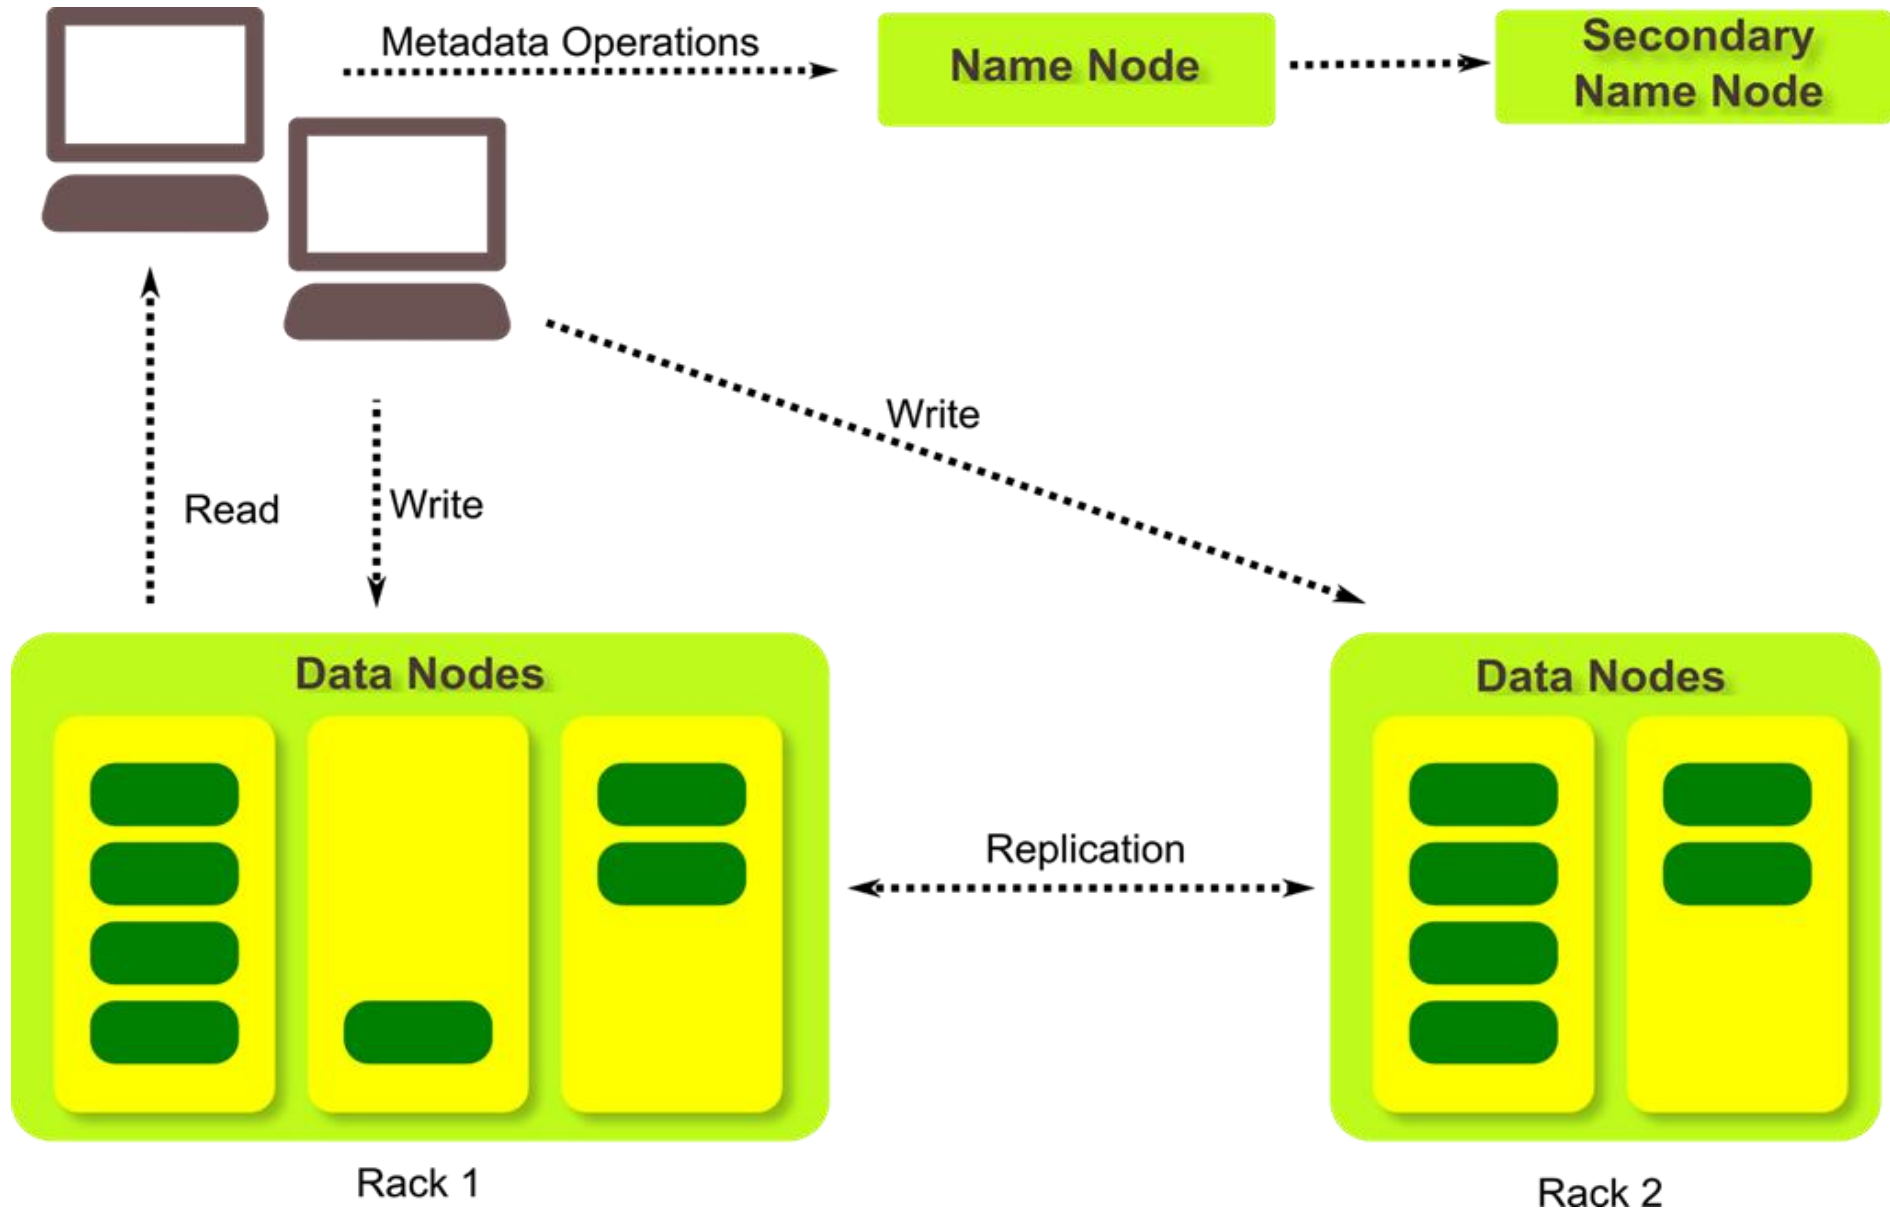 Metadata Operations
Name Node
Secondary
Name Node
Write
Read
Write
Data Nodes
Data Nodes
Replication
Rack 1
Rack 2